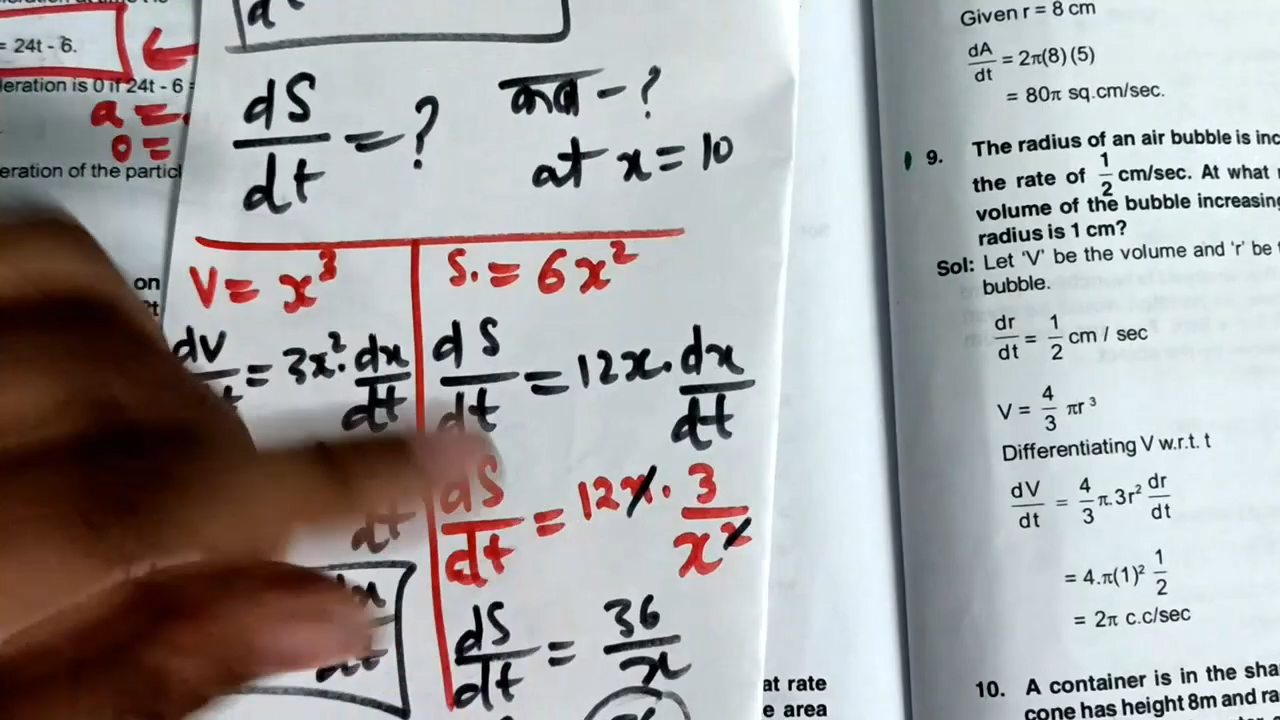 = 24t - 6.
eration is 0 if 24t - 6 =
a =
0 =
eration of the particl
on
dS/dt = ?
- ?
at x = 10
V = x³
dV = 3x². dx/dt
S. = 6x²
dS/dt = 12x. dx/dt
dS/dt = 12x. 3/x²
dS/dt = 36/x
at rate
e area
Given r = 8 cm
dA/dt = 2π(8) (5)
= 80π sq.cm/sec.
9. The radius of an air bubble is inc
the rate of 1/2 cm/sec. At what
volume of the bubble increasing
radius is 1 cm?
Sol: Let 'V' be the volume and 'r' be
bubble.
dr/dt = 1/2 cm / sec
V = 4/3 πr³
Differentiating V w.r.t. t
dV/dt = 4/3 π.3r² dr/dt
= 4.π(1)² 1/2
= 2π c.c/sec
10. A container is in the sha
cone has height 8m and ra